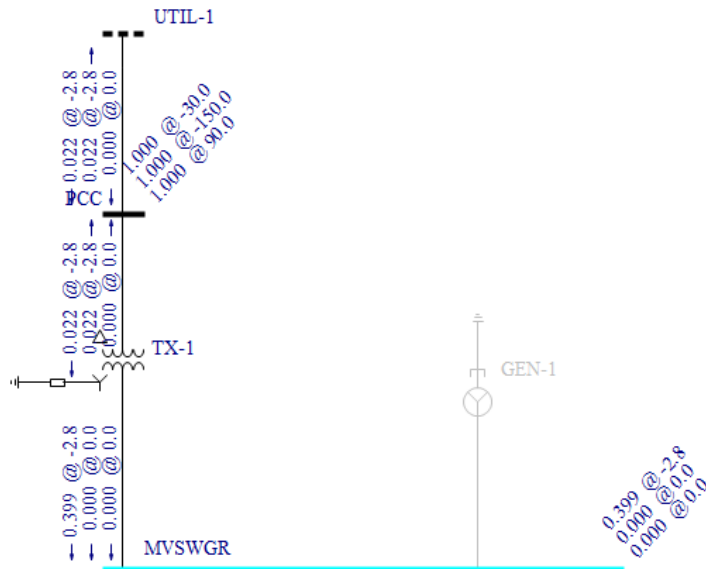 UTIL-1
0.022 @ -2.8
0.022 @ -2.8
0.000 @ 0.0
1.000 @ -30.0
1.000 @ -150.0
1.000 @ 90.0
PCC
0.022 @ -2.8
0.022 @ -2.8
0.000 @ 0.0
TX-1
GEN-1
0.399 @ -2.8
0.000 @ 0.0
0.000 @ 0.0
0.399 @ -2.8
0.000 @ 0.0
0.000 @ 0.0
MVSWGR